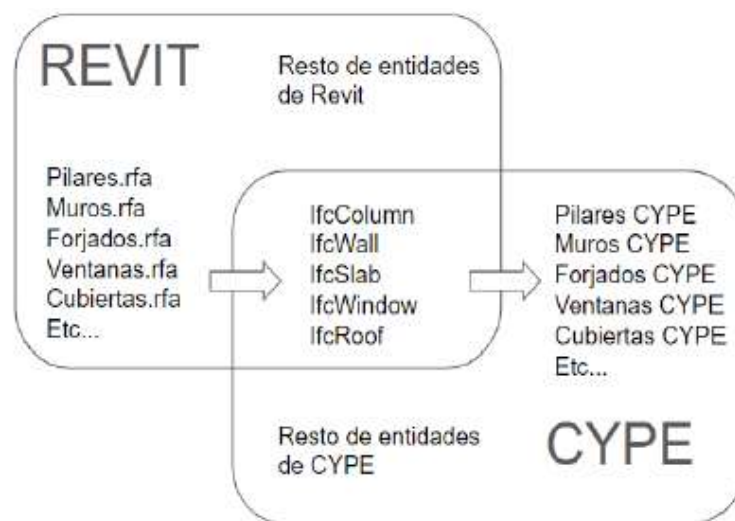 REVIT
Resto de entidades
de Revit
Pilares.rfa
Muros.rfa
Forjados.rfa
Ventanas.rfa
Cubiertas.rfa
Etc...
IfcColumn
IfcWall
IfcSlab
IfcWindow
IfcRoof
Pilares CYPE
Muros CYPE
Forjados CYPE
Ventanas CYPE
Cubiertas CYPE
Etc...
Resto de entidades
de CYPE
CYPE